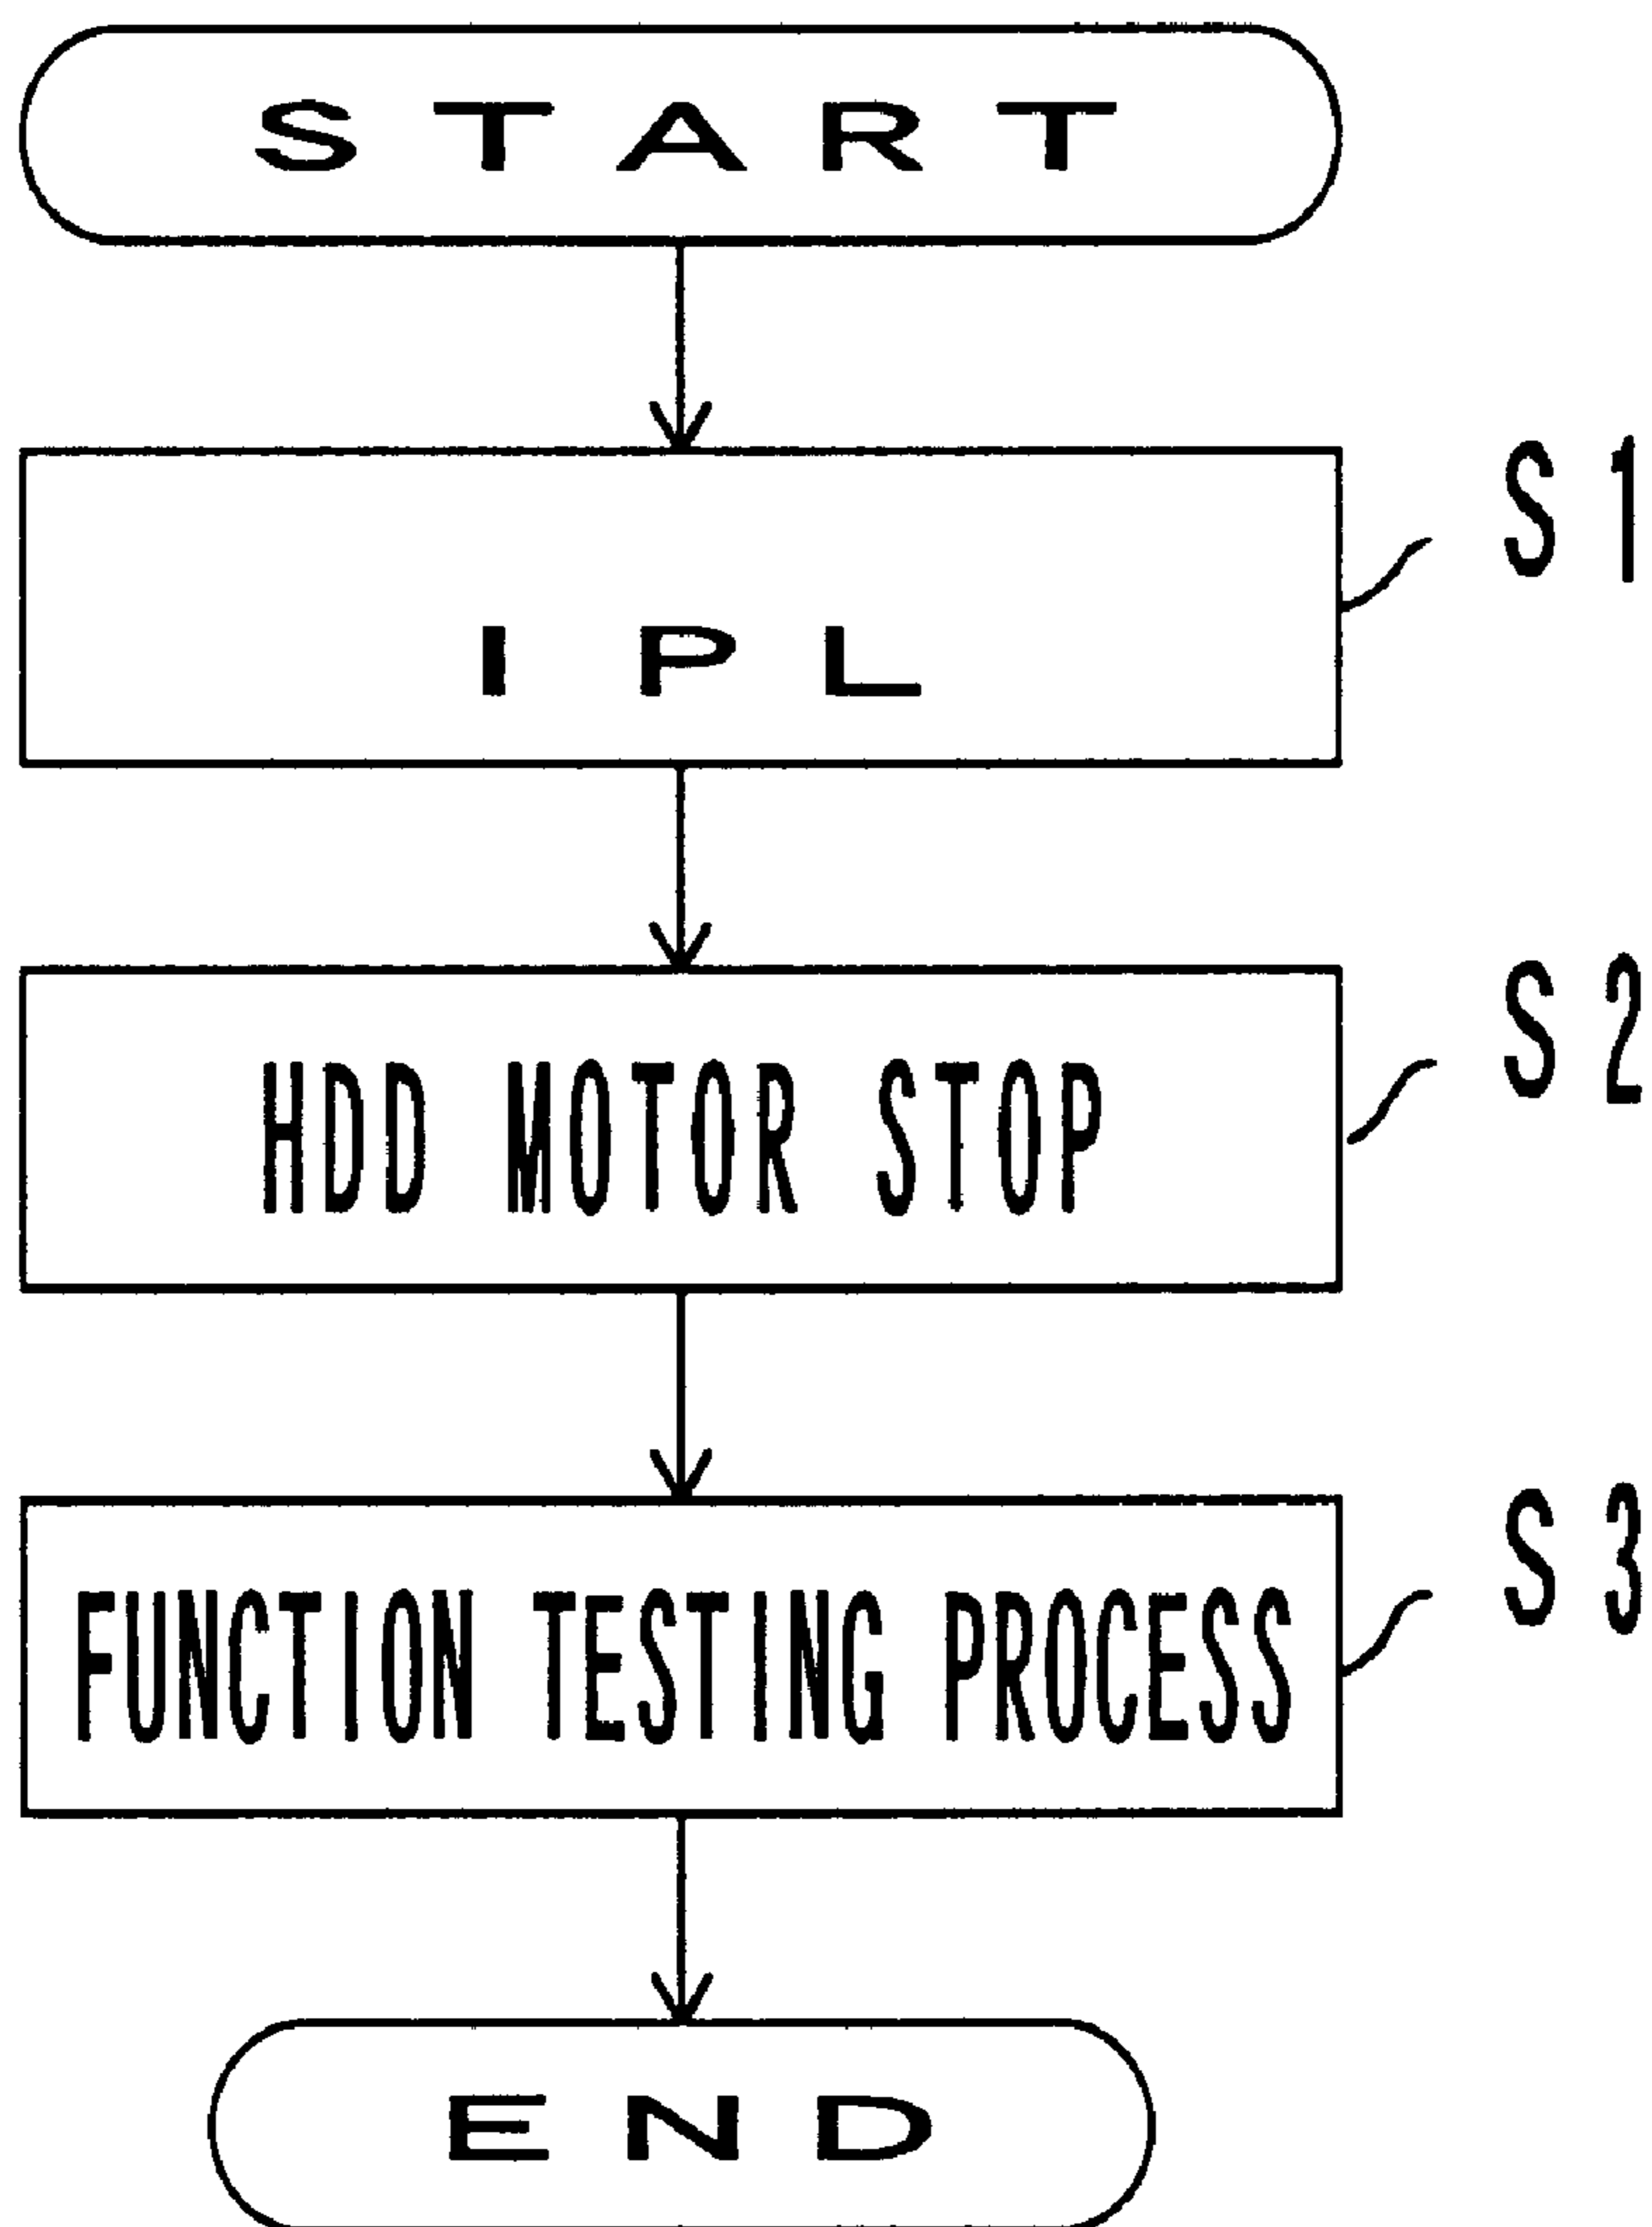 START
S1
IPL
S2
HDD MOTOR STOP
S3
FUNCTION TESTING PROCESS
END